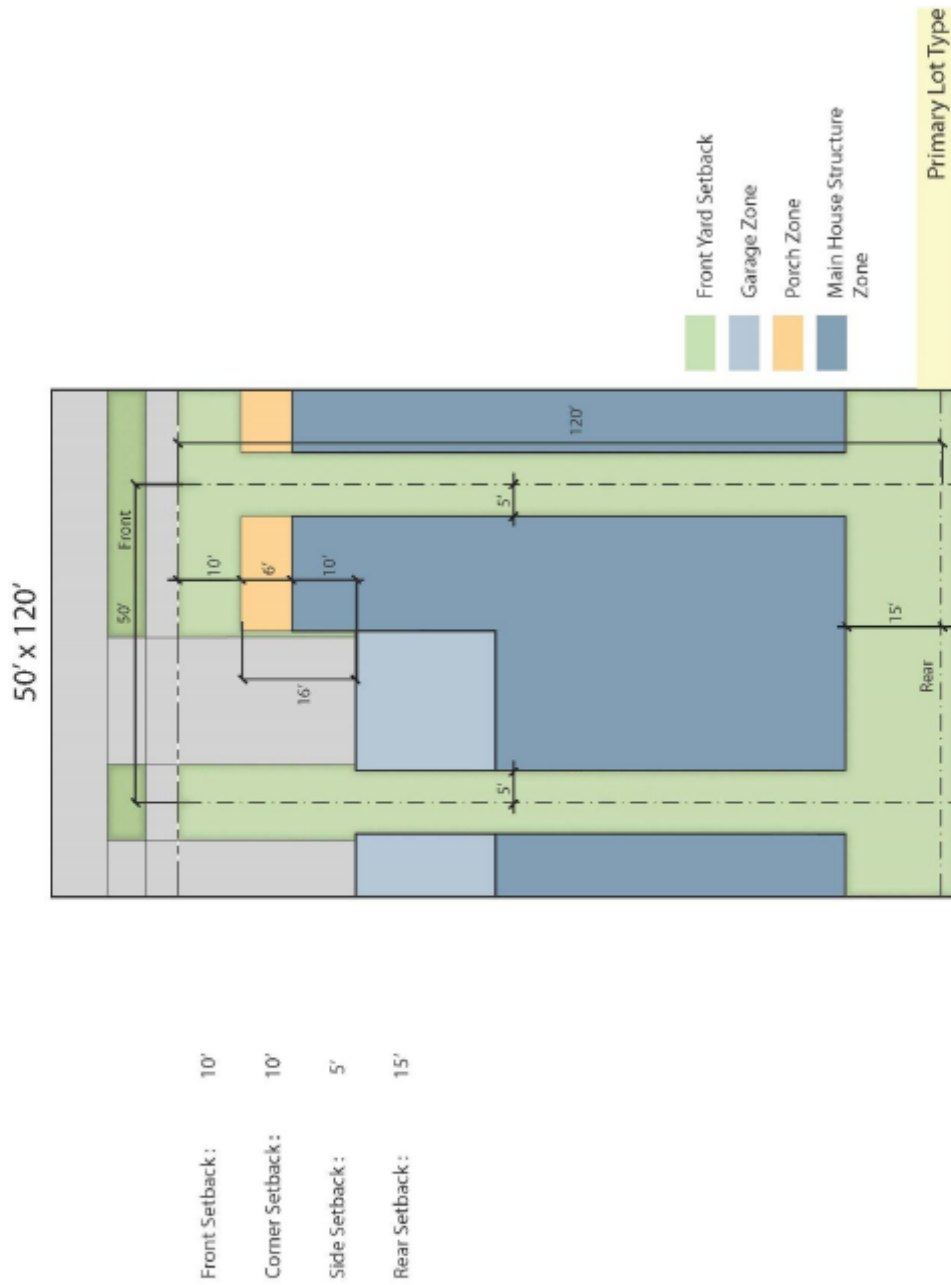 50' x 120'
Front Setback : 10'
Corner Setback : 10'
Side Setback : 5'
Rear Setback : 15'
50'
Front
10'
6'
10'
16'
120'
5'
5'
15'
Rear
Front Yard Setback
Garage Zone
Porch Zone
Main House Structure
Zone
Primary Lot Type